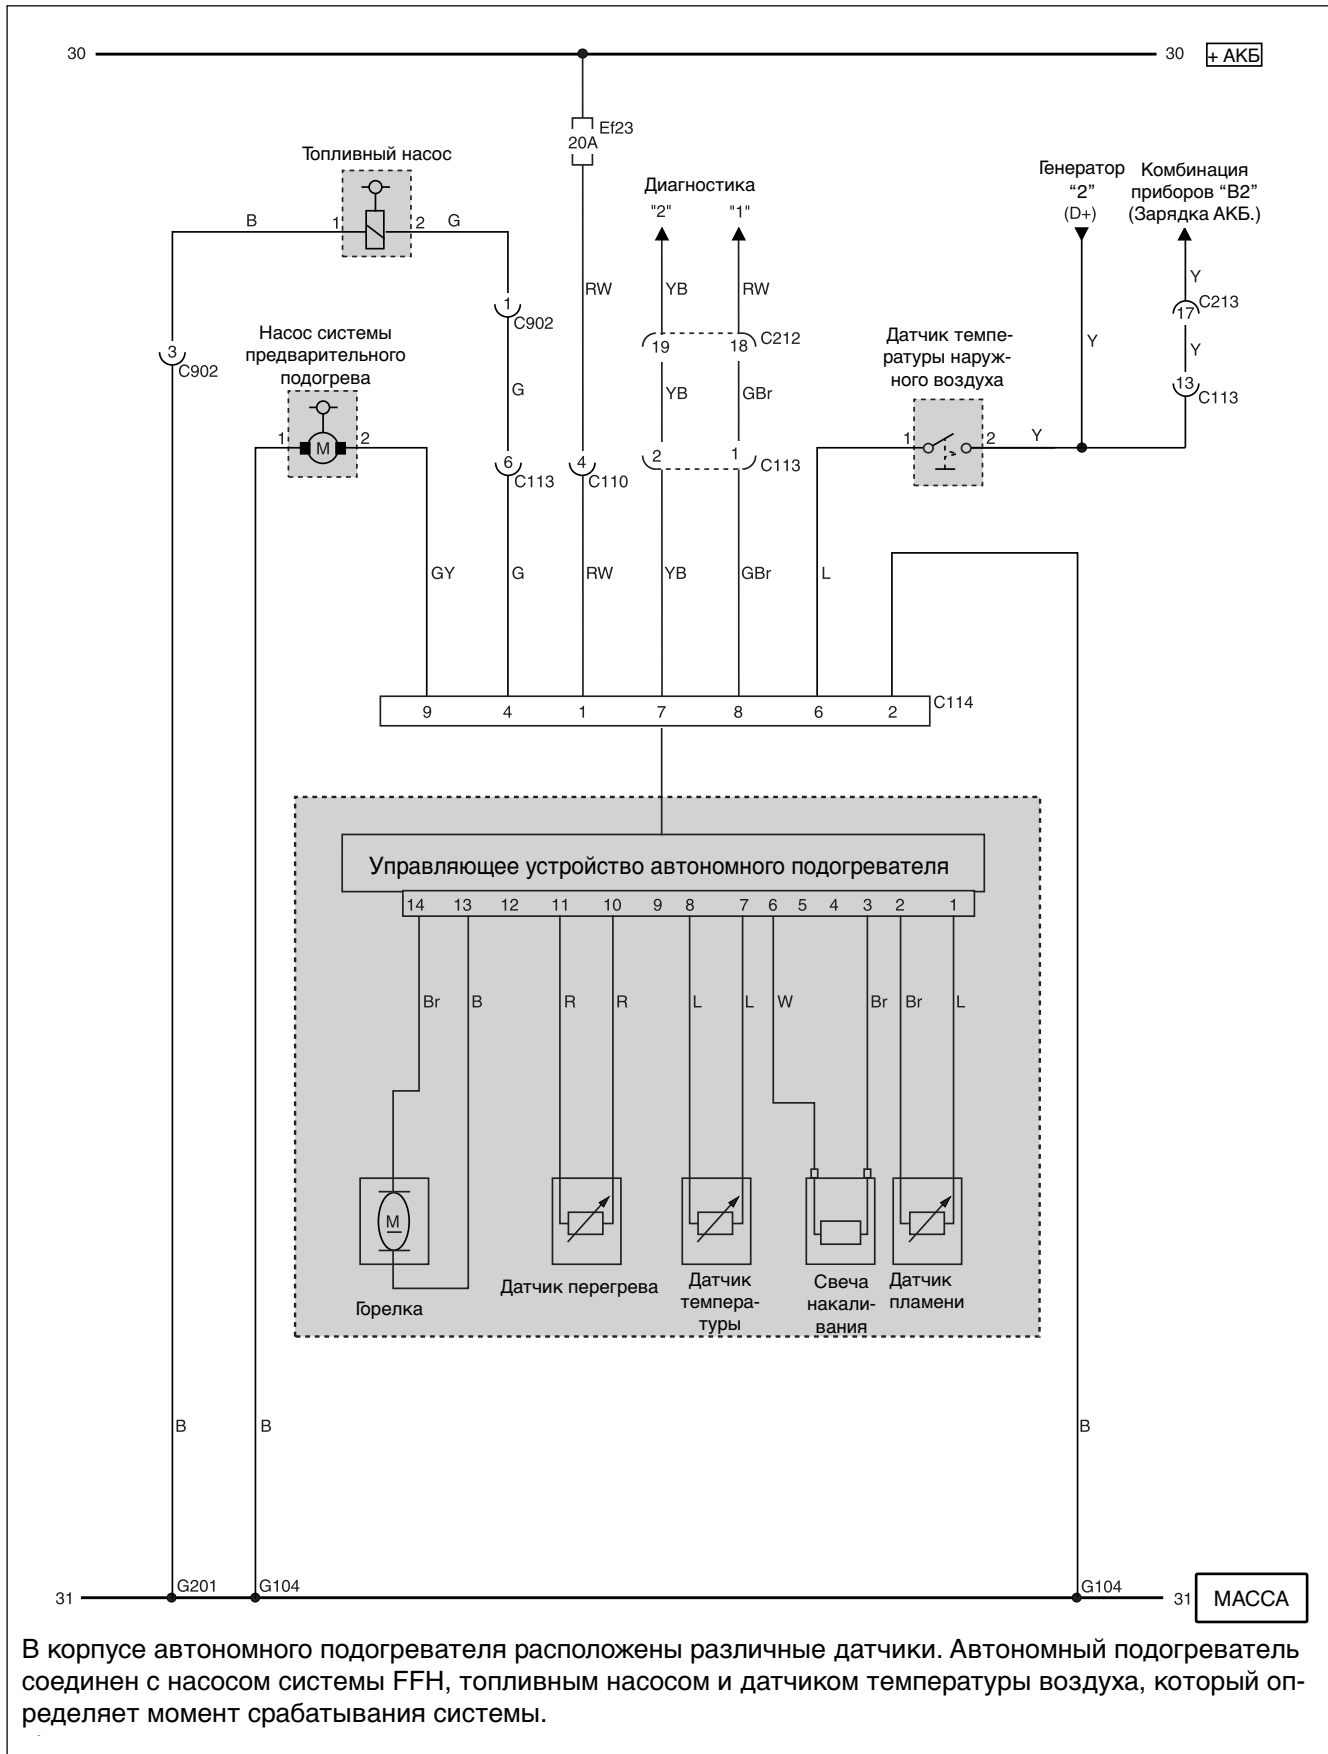 30
30
+ АКБ
Ef23
20A
Топливный насос
Диагностика
"2"
"1"
Генератор
“2”
(D+)
Комбинация
приборов “B2”
(Зарядка АКБ.)
B
1
2
G
RW
YB
RW
Y
1
C902
17
C213
Насос системы
предварительного
подогрева
3
C902
19
18
C212
Датчик темпе-
ратуры наруж-
ного воздуха
Y
Y
G
YB
GBr
13
C113
1
M
2
6
C113
4
C110
2
1
C113
1
2
Y
GY
G
RW
YB
GBr
L
9
4
1
7
8
6
2
C114
Управляющее устройство автономного подогревателя
14
13
12
11
10
9
8
7
6
5
4
3
2
1
Br
B
R
R
L
L
W
Br
Br
L
M
Горелка
Датчик перегрева
Датчик
темпера-
туры
Свеча
накали-
вания
Датчик
пламени
B
B
B
G201
G104
G104
31
31
МАССА
В корпусе автономного подогревателя расположены различные датчики. Автономный подогреватель
соединен с насосом системы FFH, топливным насосом и датчиком температуры воздуха, который оп-
ределяет момент срабатывания системы.